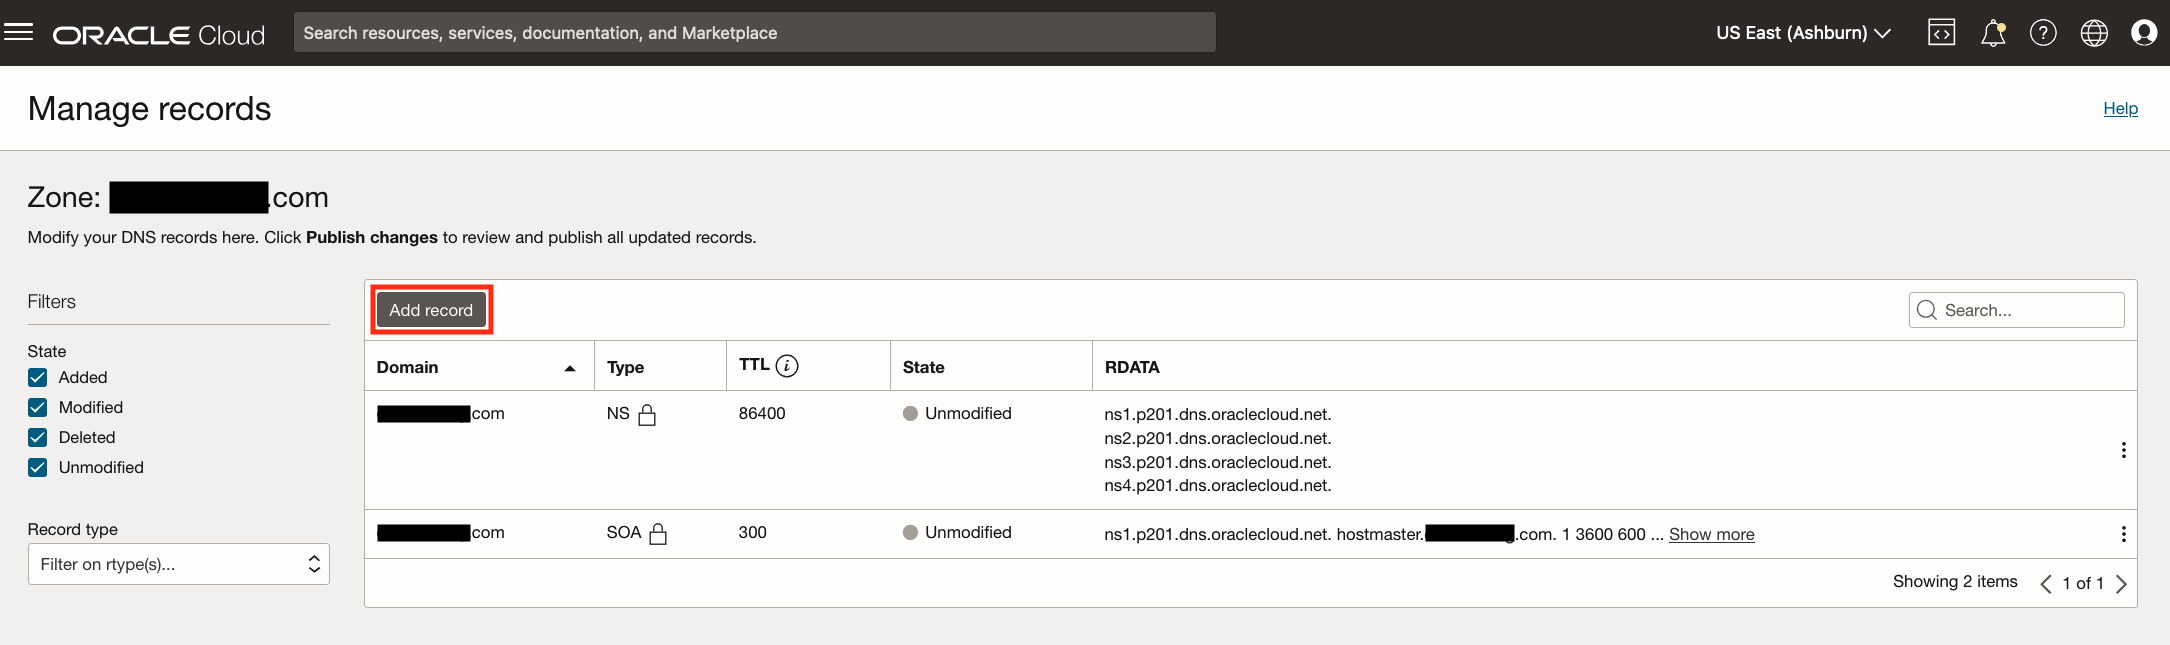 ORACLE Cloud
Search resources, services, documentation, and Marketplace
US East (Ashburn)
Manage records
Help
Zone: .com
Modify your DNS records here. Click Publish changes to review and publish all updated records.
Filters
State
Added
Modified
Deleted
Unmodified
Record type
Filter on rtype(s)...
Add record
Search...
Domain Type TTL i State RDATA
com NS 86400 Unmodified ns1.p201.dns.oraclecloud.net.
ns2.p201.dns.oraclecloud.net.
ns3.p201.dns.oraclecloud.net.
ns4.p201.dns.oraclecloud.net.
com SOA 300 Unmodified ns1.p201.dns.oraclecloud.net. hostmaster. .com. 1 3600 600 ... Show more
Showing 2 items 1 of 1